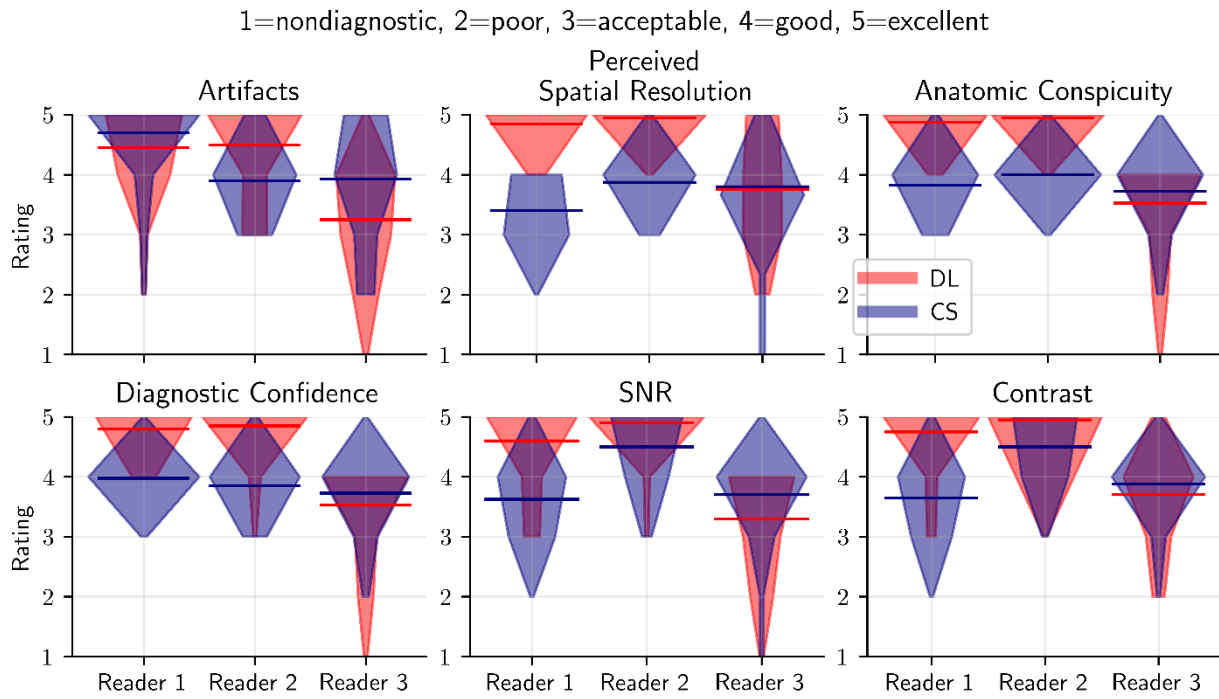 1=nondiagnostic, 2=poor, 3=acceptable, 4=good, 5=excellent
Artifacts
Perceived
Spatial Resolution
Anatomic Conspicuity
Rating
5
4
3
2
1
5
4
3
2
1
5
4
3
2
1
DL
CS
Diagnostic Confidence
SNR
Contrast
Rating
5
4
3
2
1
5
4
3
2
1
5
4
3
2
1
Reader 1 Reader 2 Reader 3
Reader 1 Reader 2 Reader 3
Reader 1 Reader 2 Reader 3